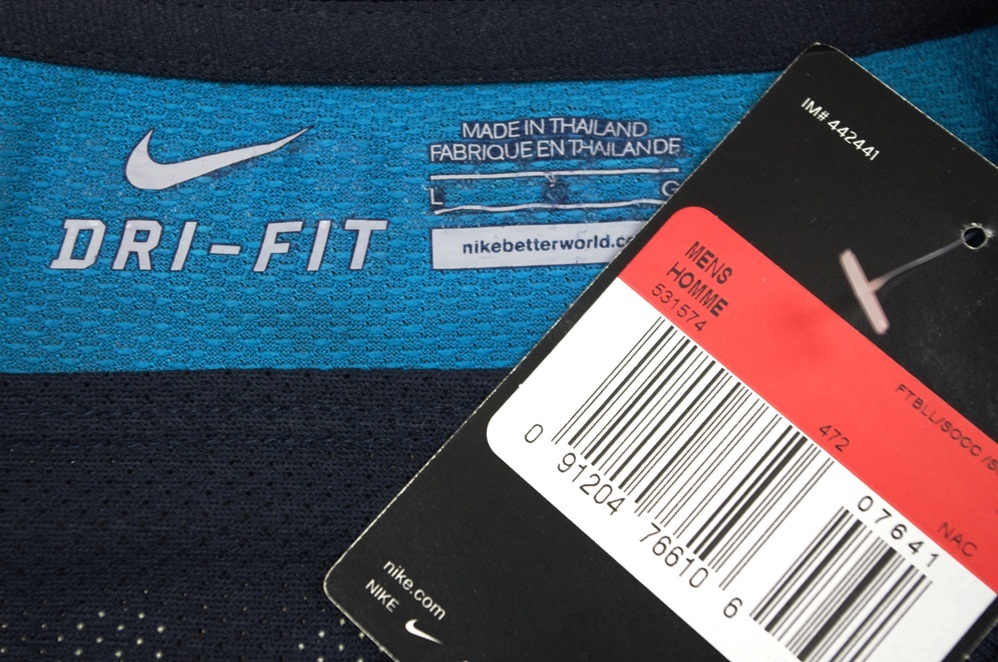 MADE IN THAILAND
FABRIQUE EN THAILANDE
L G
nikebetterworld.co
DRI-FIT
IM# 442441
MENS
HOMME
531574
472
FTBLL/SOCC /S
NAC
0 91204 76610 6
07641
nike.com
NIKE